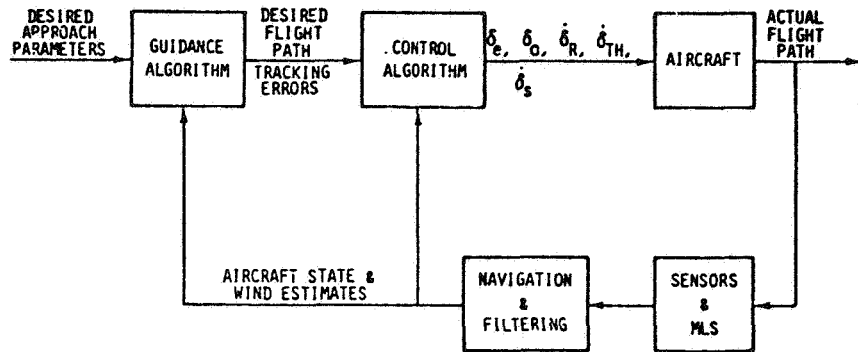 DESIRED
APPROACH
PARAMETERS
GUIDANCE
ALGORITHM
DESIRED
FLIGHT
PATH
TRACKING
ERRORS
.CONTROL
ALGORITHM
δe, δa, δ̇R, δ̇TH,
δ̇s
AIRCRAFT
ACTUAL
FLIGHT
PATH
AIRCRAFT STATE &
WIND ESTIMATES
NAVIGATION
&
FILTERING
SENSORS
&
MLS